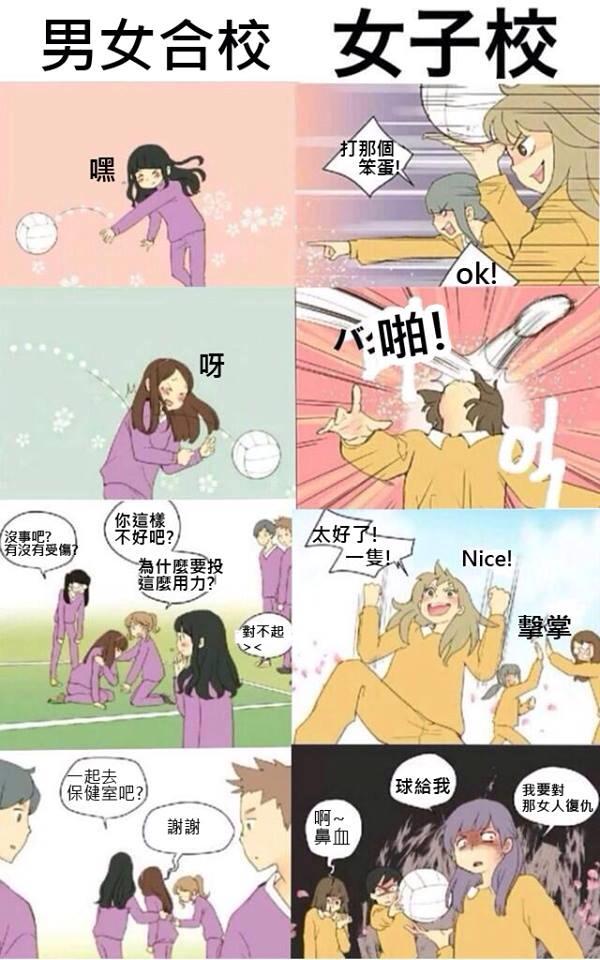 男女合校
女子校
嘿
打那個
笨蛋!
ok!
呀
啪!
沒事吧?
有沒有受傷?
你這樣
不好吧?
為什麼要投
這麼用力?
對不起
><
太好了!
一隻!
Nice!
擊掌
一起去
保健室吧?
謝謝
啊~
鼻血
球給我
我要對
那女人復仇